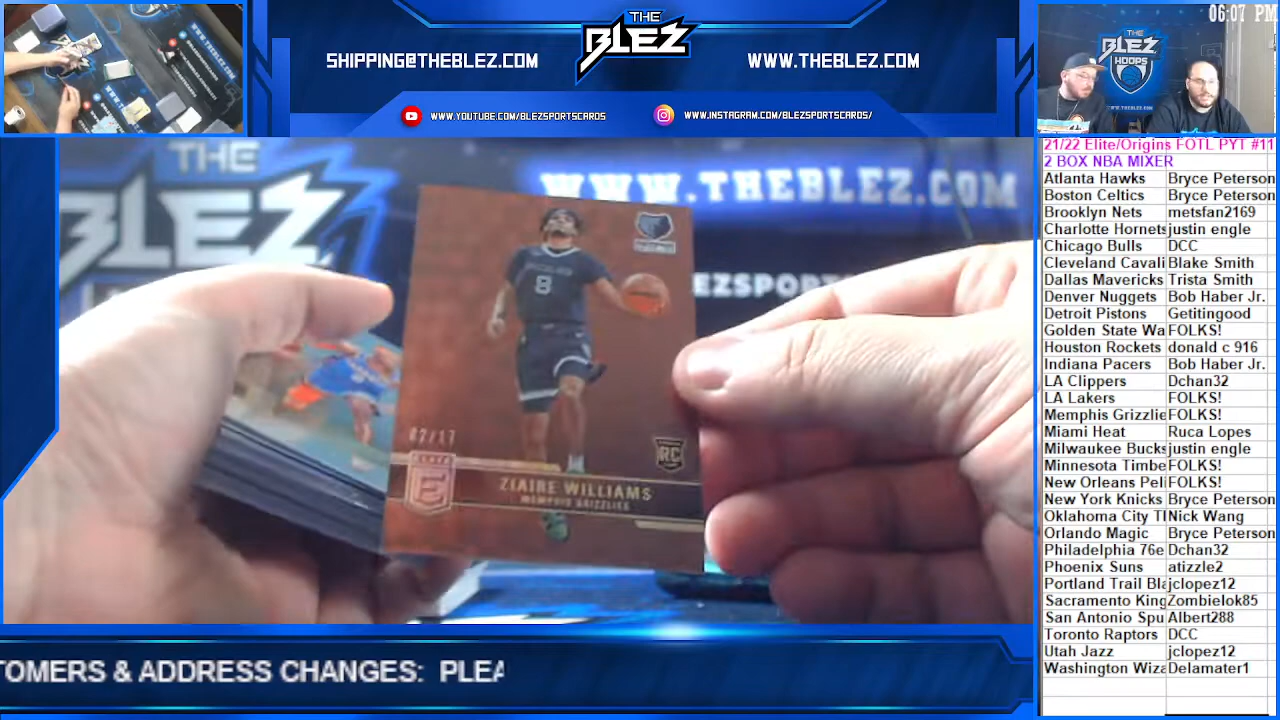 06:07 PM
THE
BLEZ
SHIPPING@THEBLEZ.COM
WWW.THEBLEZ.COM
WWW.YOUTUBE.COM/BLEZSPORTSCARDS
WWW.INSTAGRAM.COM/BLEZSPORTSCARDS/
THE
BLEZ
HOOPS
21/22 Elite/Origins FOTL PYT #11
2 BOX NBA MIXER
Atlanta Hawks Bryce Peterson
Boston Celtics Bryce Peterson
Brooklyn Nets metsfan2169
Charlotte Hornets justin engle
Chicago Bulls DCC
Cleveland Cavali Blake Smith
Dallas Mavericks Trista Smith
Denver Nuggets Bob Haber Jr.
Detroit Pistons Getitingood
Golden State Wa FOLKS!
Houston Rockets donald c 916
Indiana Pacers Bob Haber Jr.
LA Clippers Dchan32
LA Lakers FOLKS!
Memphis Grizzlie FOLKS!
Miami Heat Ruca Lopes
Milwaukee Bucks justin engle
Minnesota Timbe FOLKS!
New Orleans Peli FOLKS!
New York Knicks Bryce Peterson
Oklahoma City Tl Nick Wang
Orlando Magic Bryce Peterson
Philadelphia 76e Dchan32
Phoenix Suns atizzle2
Portland Trail Bla jclopez12
Sacramento King Zombielok85
San Antonio Spu Albert288
Toronto Raptors DCC
Utah Jazz jclopez12
Washington Wiza Delamater1
THE
BLEZ
WWW.THEBLEZ.COM
EZSPORT
8
07/17
RC
ELITE
E
ZIAIRE WILLIAMS
MEMPHIS GRIZZLIES
TOMERS & ADDRESS CHANGES: PLEA